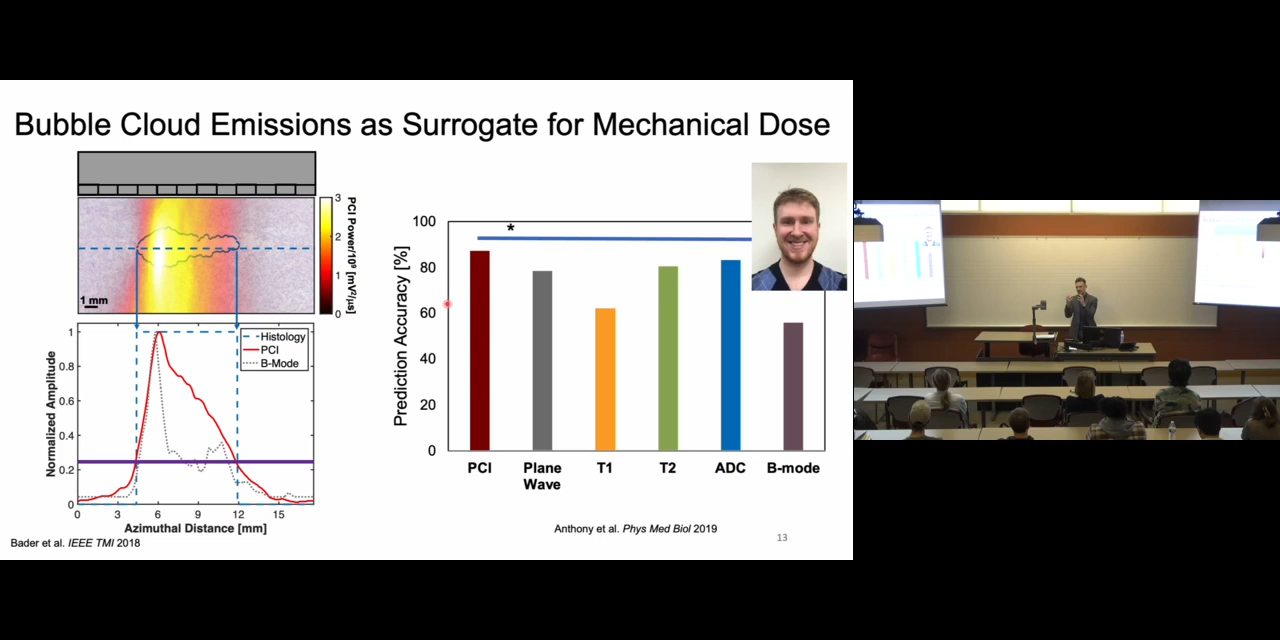 Bubble Cloud Emissions as Surrogate for Mechanical Dose
1 mm
3
2
1
0
PCI Power/10⁸ [mV²/µs]
Normalized Amplitude
1
0.8
0.6
0.4
0.2
0
Histology
PCI
B-Mode
0 3 6 9 12 15
Azimuthal Distance [mm]
Bader et al. IEEE TMI 2018
Prediction Accuracy [%]
100
80
60
40
20
0
*
PCI Plane T1 T2 ADC B-mode
Wave
Anthony et al. Phys Med Biol 2019
13